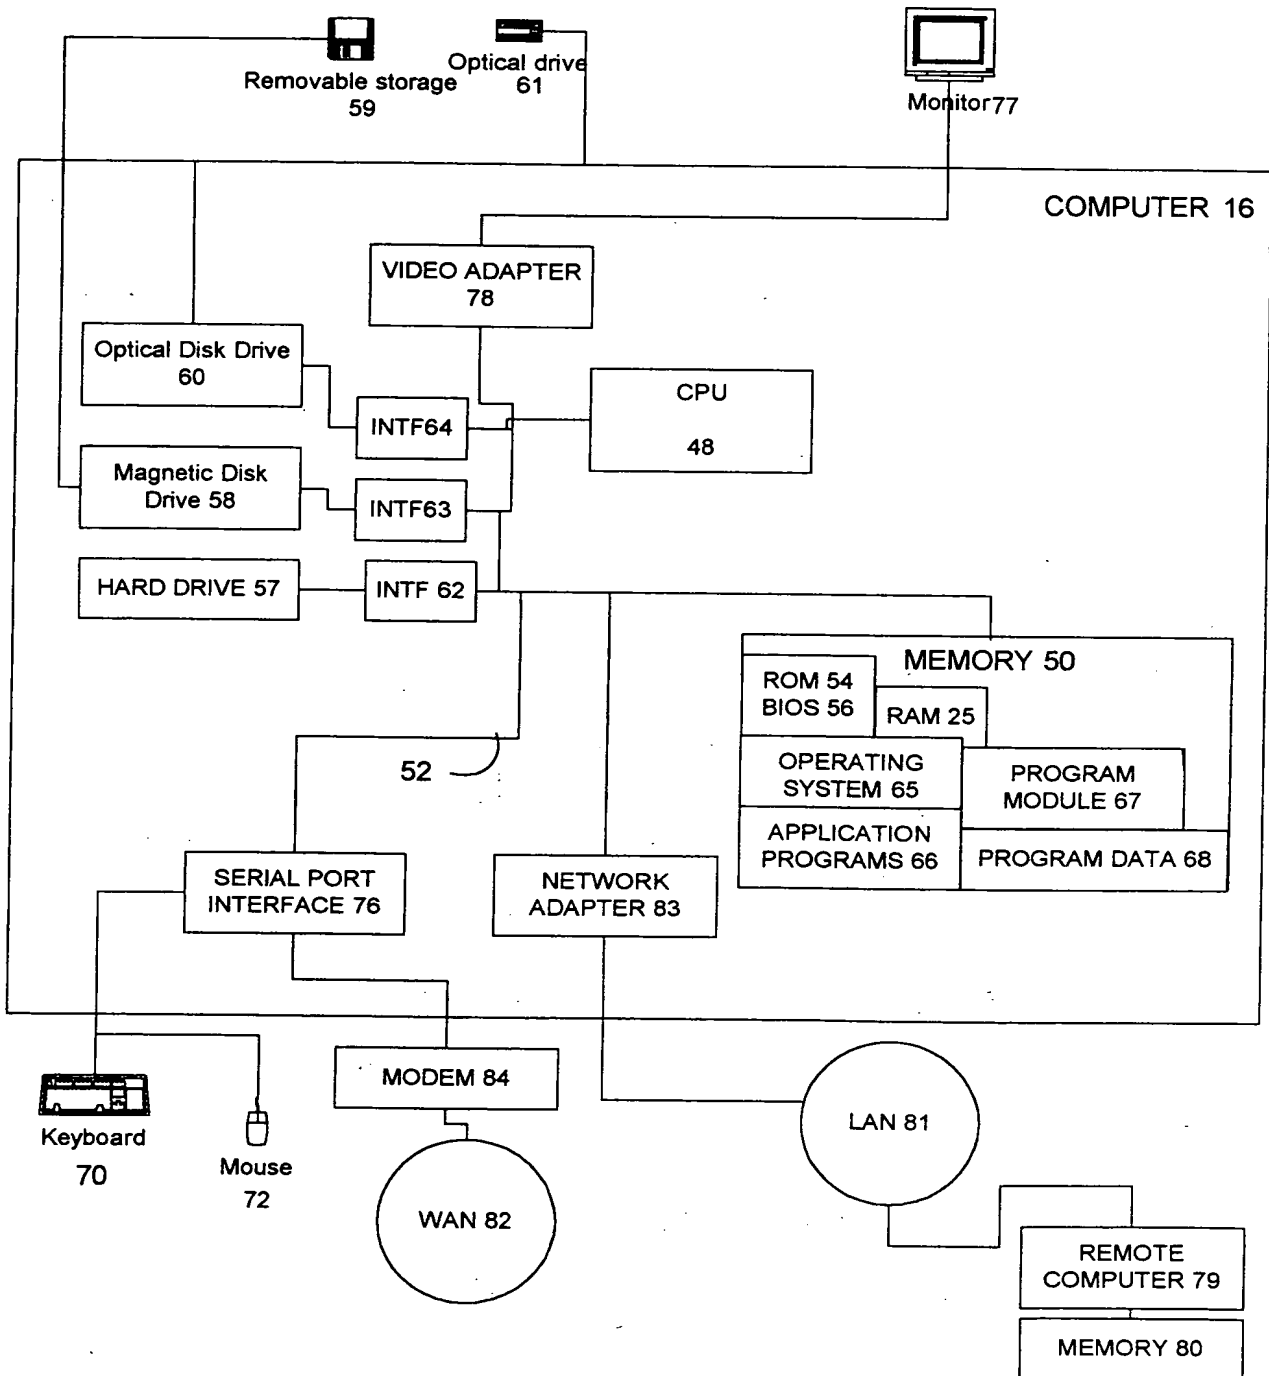 Removable storage
59
Optical drive
61
Monitor 77
COMPUTER 16
VIDEO ADAPTER
78
Optical Disk Drive
60
CPU
48
INTF64
Magnetic Disk
Drive 58
INTF63
HARD DRIVE 57
INTF 62
MEMORY 50
ROM 54
BIOS 56
RAM 25
OPERATING
SYSTEM 65
PROGRAM
MODULE 67
APPLICATION
PROGRAMS 66
PROGRAM DATA 68
52
SERIAL PORT
INTERFACE 76
NETWORK
ADAPTER 83
MODEM 84
LAN 81
Keyboard
70
Mouse
72
WAN 82
REMOTE
COMPUTER 79
MEMORY 80